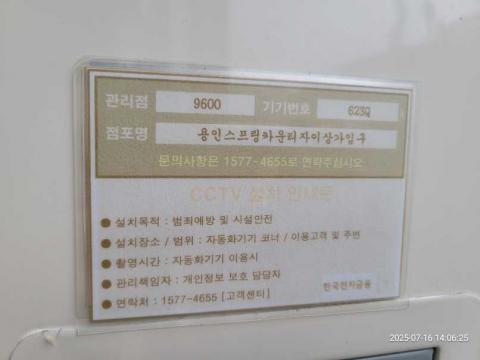 관리점 9600 기기번호 623Q
점포명 용인스프링카운티자이상가입구
문의사항은 1577-4655로 연락주십시오
CCTV 설치 안내문
● 설치목적 : 범죄예방 및 시설안전
● 설치장소 / 범위 : 자동화기기 코너 / 이용고객 및 주변
● 촬영시간 : 자동화기기 이용시
● 관리책임자 : 개인정보 보호 담당자
● 연락처 : 1577-4655 [고객센터]
한국전자금융
2025-07-16 14:06:25